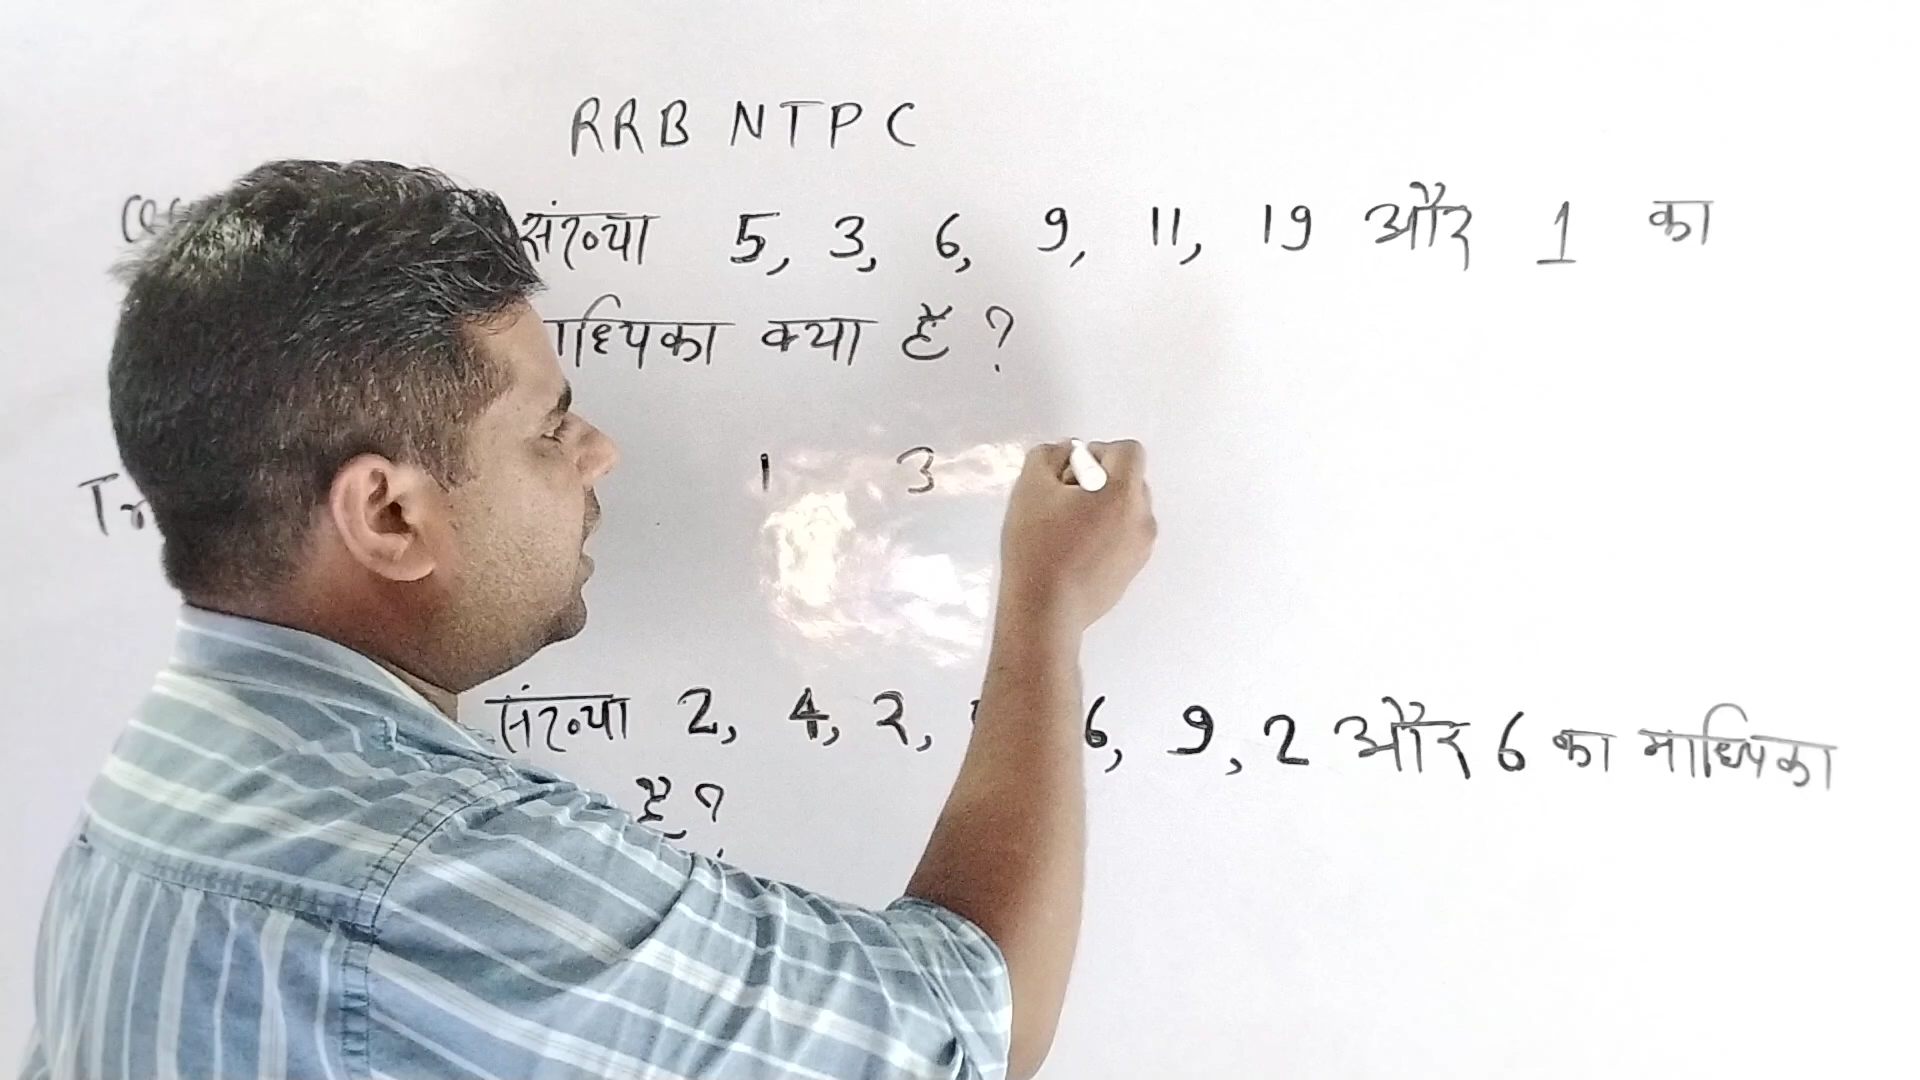 RRB NTPC
संख्या 5, 3, 6, 9, 11, 19 और 1 का
क्या है ?
1 3
संख्या 2, 4, 2, 6, 9, 2 और 6 का माध्यिका
है ?